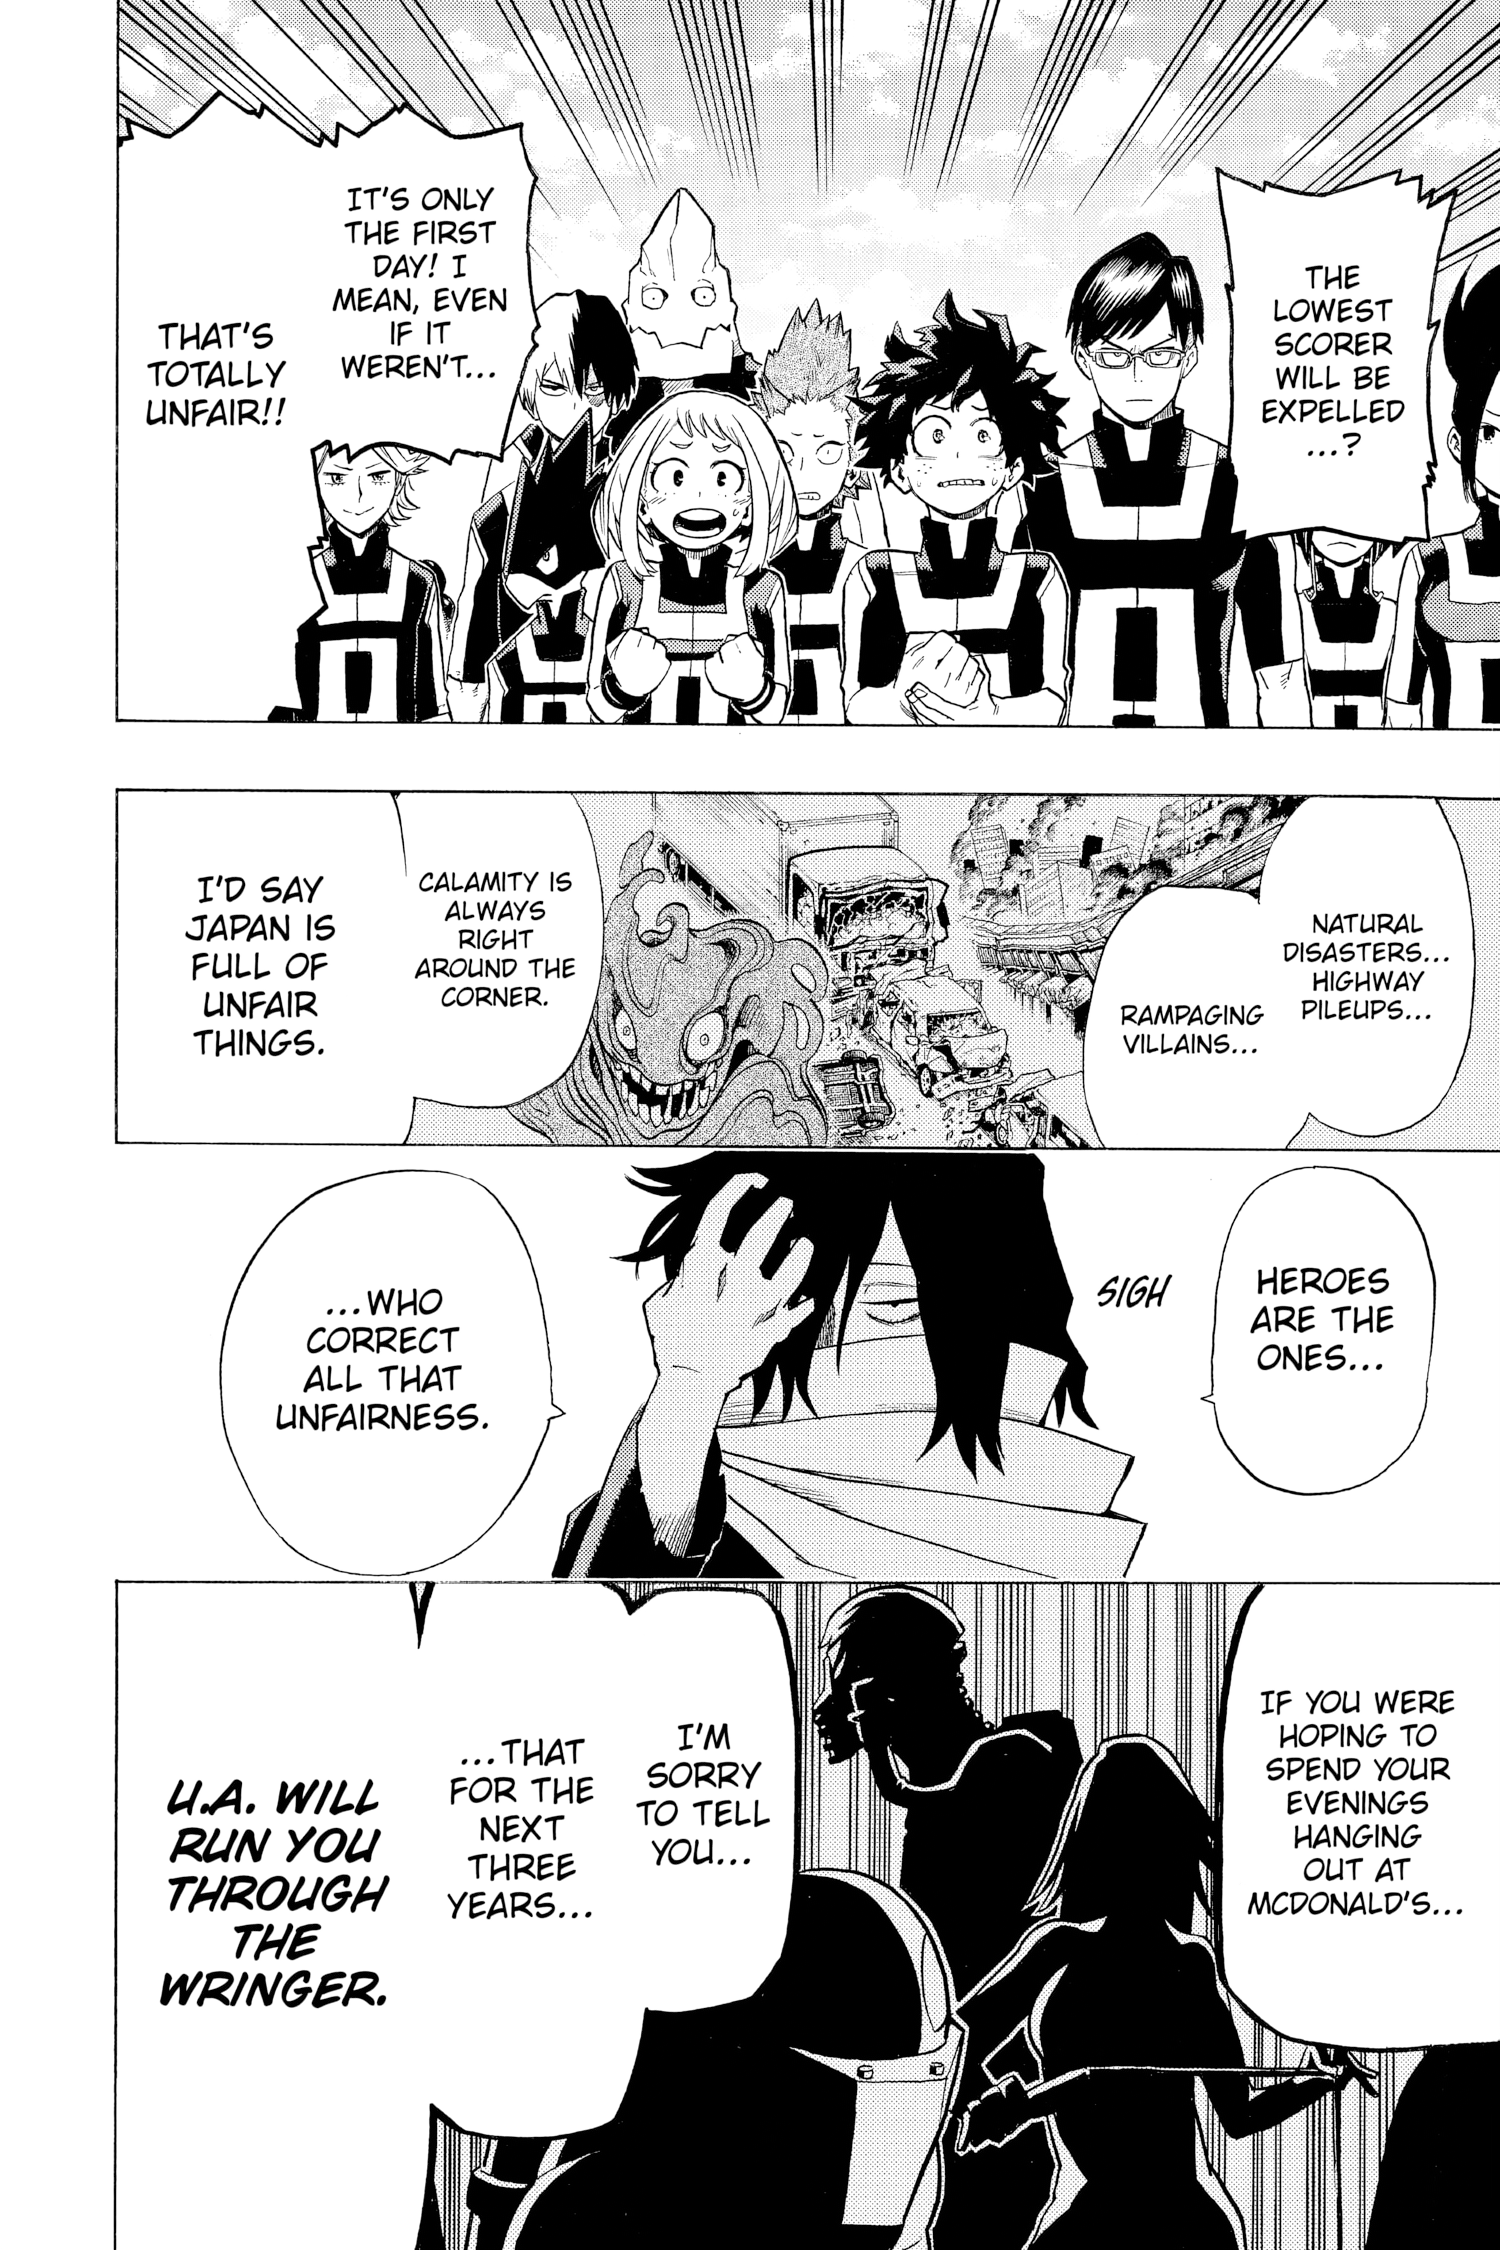 THE
LOWEST
SCORER
WILL BE
EXPELLED
...?
IT'S ONLY
THE FIRST
DAY! I
MEAN, EVEN
IF IT
WEREN'T...
THAT'S
TOTALLY
UNFAIR!!
NATURAL
DISASTERS...
HIGHWAY
PILEUPS...
RAMPAGING
VILLAINS...
CALAMITY IS
ALWAYS
RIGHT
AROUND THE
CORNER.
I'D SAY
JAPAN IS
FULL OF
UNFAIR
THINGS.
HEROES
ARE THE
ONES...
SIGH
...WHO
CORRECT
ALL THAT
UNFAIRNESS.
IF YOU WERE
HOPING TO
SPEND YOUR
EVENINGS
HANGING
OUT AT
MCDONALD'S...
I'M
SORRY
TO TELL
YOU...
...THAT
FOR THE
NEXT
THREE
YEARS...
U.A. WILL
RUN YOU
THROUGH
THE
WRINGER.